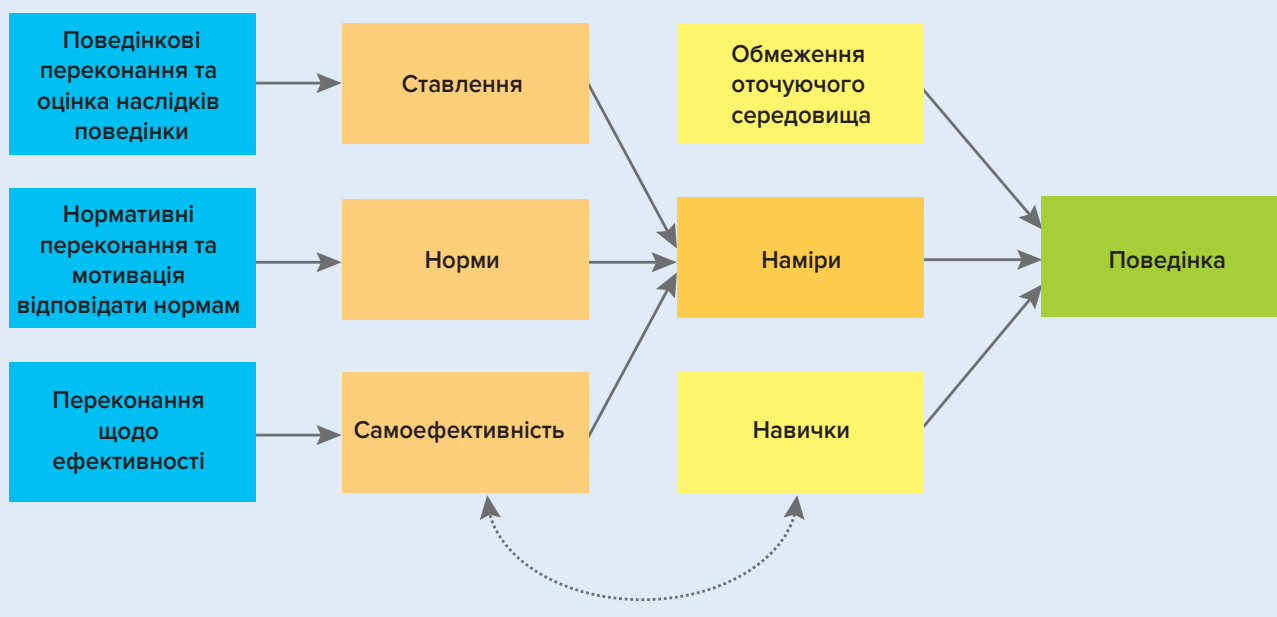 Поведінкові
переконання та
оцінка наслідків
поведінки
Ставлення
Обмеження
оточуючого
середовища
Нормативні
переконання та
мотивація
відповідати нормам
Норми
Наміри
Поведінка
Переконання
щодо
ефективності
Самоефективність
Навички